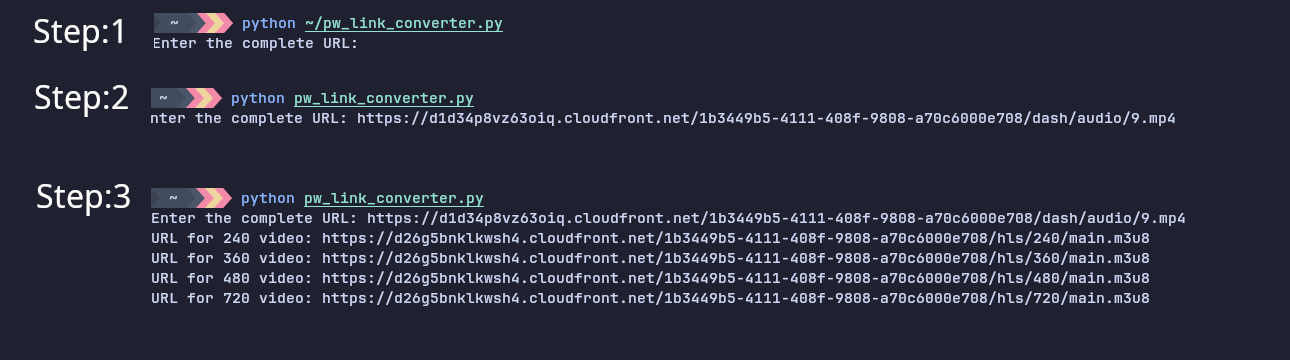 Step:1
~ python ~/pw_link_converter.py
Enter the complete URL:
Step:2
~ python pw_link_converter.py
nter the complete URL: https://d1d34p8vz63oiq.cloudfront.net/1b3449b5-4111-408f-9808-a70c6000e708/dash/audio/9.mp4
Step:3
~ python pw_link_converter.py
Enter the complete URL: https://d1d34p8vz63oiq.cloudfront.net/1b3449b5-4111-408f-9808-a70c6000e708/dash/audio/9.mp4
URL for 240 video: https://d26g5bnklkwsh4.cloudfront.net/1b3449b5-4111-408f-9808-a70c6000e708/hls/240/main.m3u8
URL for 360 video: https://d26g5bnklkwsh4.cloudfront.net/1b3449b5-4111-408f-9808-a70c6000e708/hls/360/main.m3u8
URL for 480 video: https://d26g5bnklkwsh4.cloudfront.net/1b3449b5-4111-408f-9808-a70c6000e708/hls/480/main.m3u8
URL for 720 video: https://d26g5bnklkwsh4.cloudfront.net/1b3449b5-4111-408f-9808-a70c6000e708/hls/720/main.m3u8